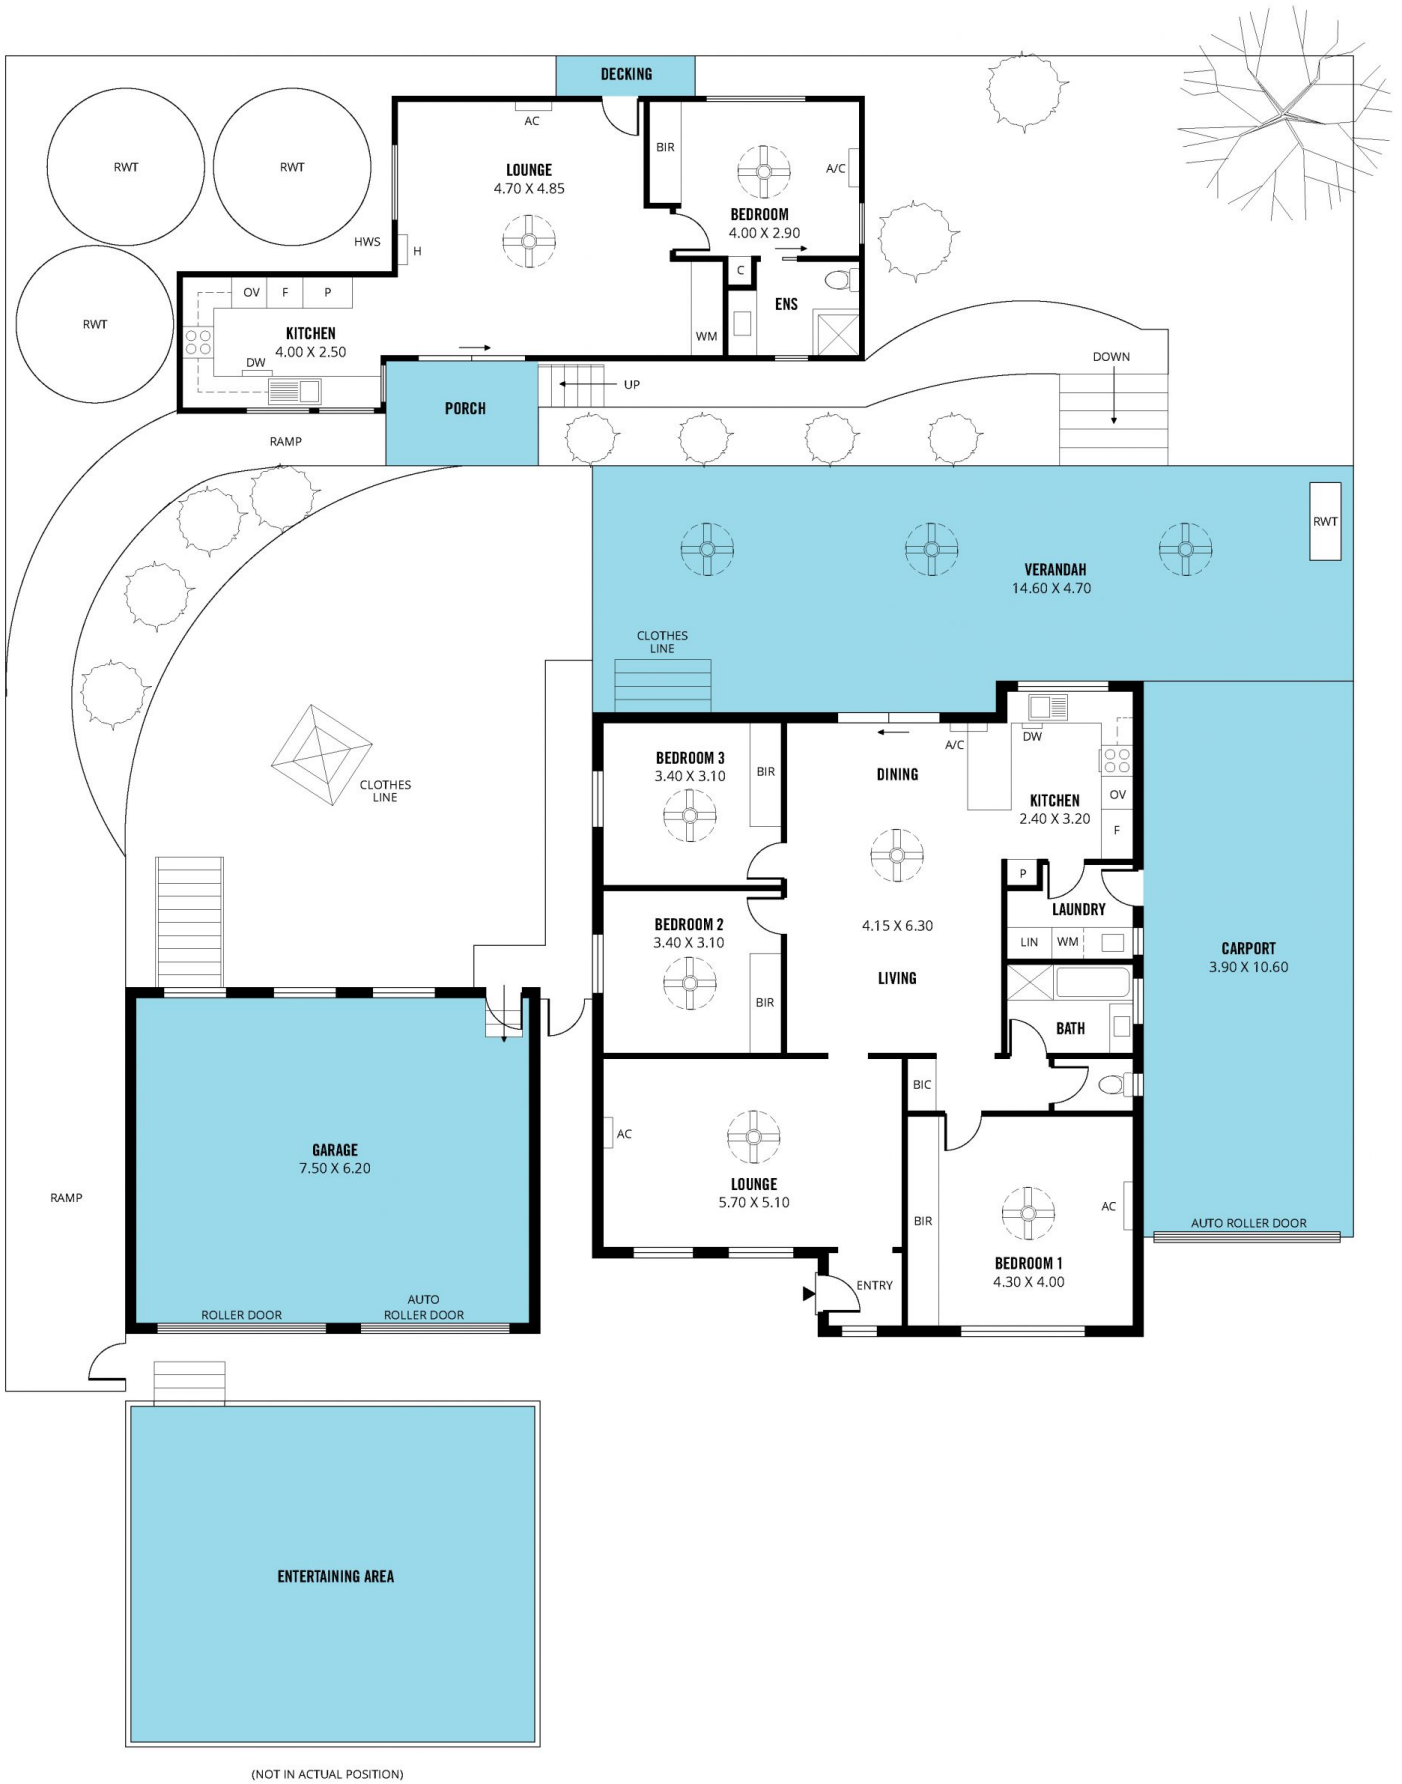 DECKING
RWT
RWT
RWT
AC
LOUNGE
4.70 X 4.85
HWS
H
BIR
A/C
BEDROOM
4.00 X 2.90
C
ENS
WM
OV
F
P
KITCHEN
4.00 X 2.50
DW
PORCH
UP
DOWN
RAMP
RWT
VERANDAH
14.60 X 4.70
CLOTHES
LINE
CLOTHES
LINE
BEDROOM 3
3.40 X 3.10
BIR
A/C
DW
DINING
KITCHEN
2.40 X 3.20
OV
F
P
LAUNDRY
LIN
WM
BEDROOM 2
3.40 X 3.10
BIR
4.15 X 6.30
LIVING
BATH
CARPORT
3.90 X 10.60
BIC
AC
LOUNGE
5.70 X 5.10
BIR
AC
BEDROOM 1
4.30 X 4.00
AUTO ROLLER DOOR
ENTRY
GARAGE
7.50 X 6.20
RAMP
ROLLER DOOR
AUTO
ROLLER DOOR
ENTERTAINING AREA
(NOT IN ACTUAL POSITION)